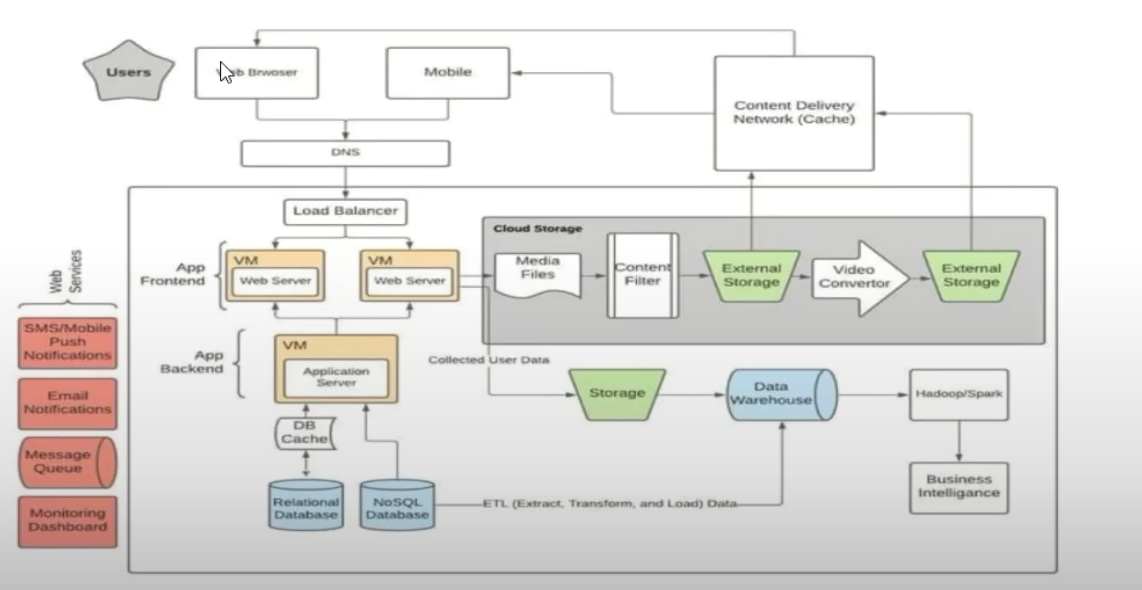 Users
Web Brwoser
Mobile
Content Delivery
Network (Cache)
DNS
Load Balancer
Cloud Storage
App
Frontend
VM
Web Server
VM
Web Server
Media
Files
Content
Filter
External
Storage
Video
Convertor
External
Storage
Web
Services
SMS/Mobile
Push
Notifications
Email
Notifications
Message
Queue
Monitoring
Dashboard
App
Backend
VM
Application
Server
Collected User Data
Storage
Data
Warehouse
Hadoop/Spark
DB
Cache
Relational
Database
NoSQL
Database
ETL (Extract, Transform, and Load) Data
Business
Intelligance